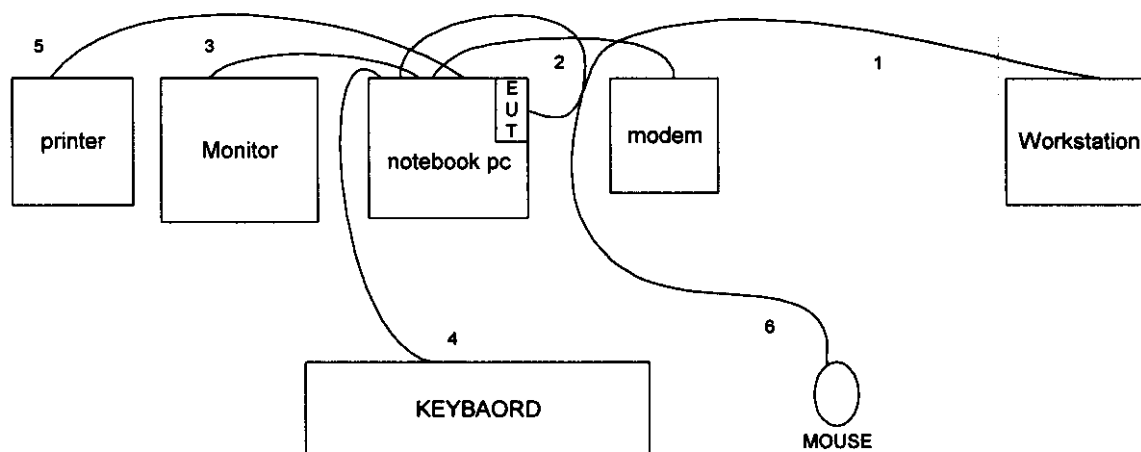 5
3
2
1
E
U
T
printer
Monitor
notebook pc
modem
Workstation
4
6
KEYBAORD
MOUSE